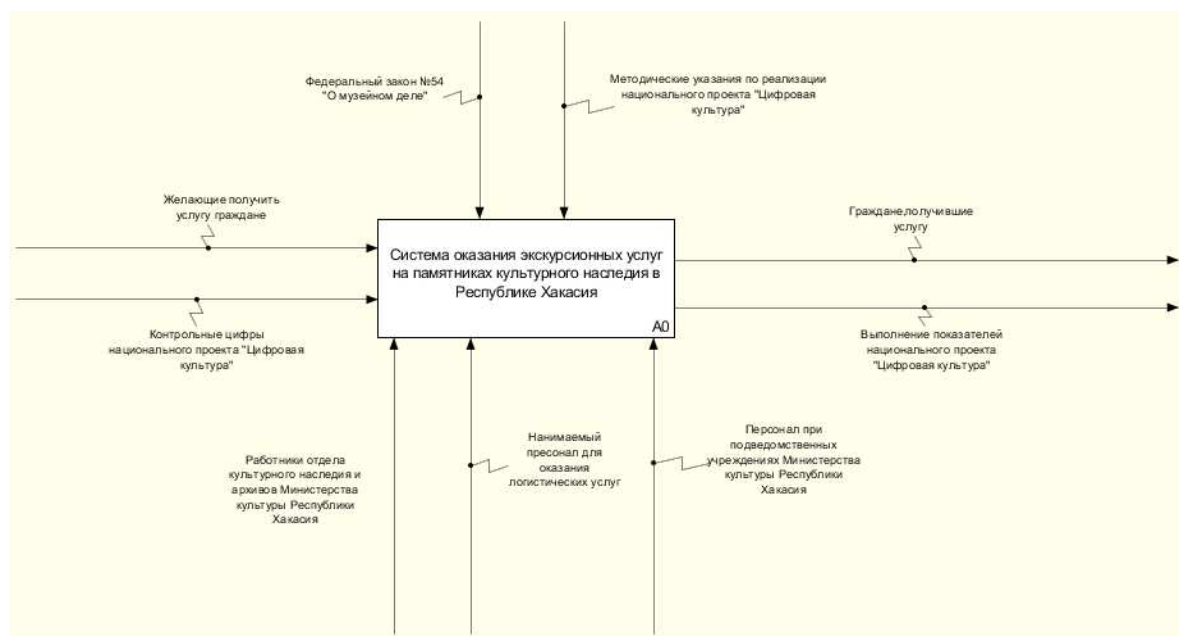 Федеральный закон №54
"О музейном деле"
Методические указания по реализации
национального проекта "Цифровая
культура"
Желающие получить
услугу граждане
Граждане,получившие
услугу
Система оказания экскурсионных услуг
на памятниках культурного наследия в
Республике Хакасия
A0
Контрольные цифры
национального проекта "Цифровая
культура"
Выполнение показателей
национального проекта
"Цифровая культура"
Работники отдела
культурного наследия и
архивов Министерства
культуры Республики
Хакасия
Нанимаемый
пресонал для
оказания
логистических услуг
Персонал при
подведомственных
учреждениях Министерства
культуры Республики
Хакасия